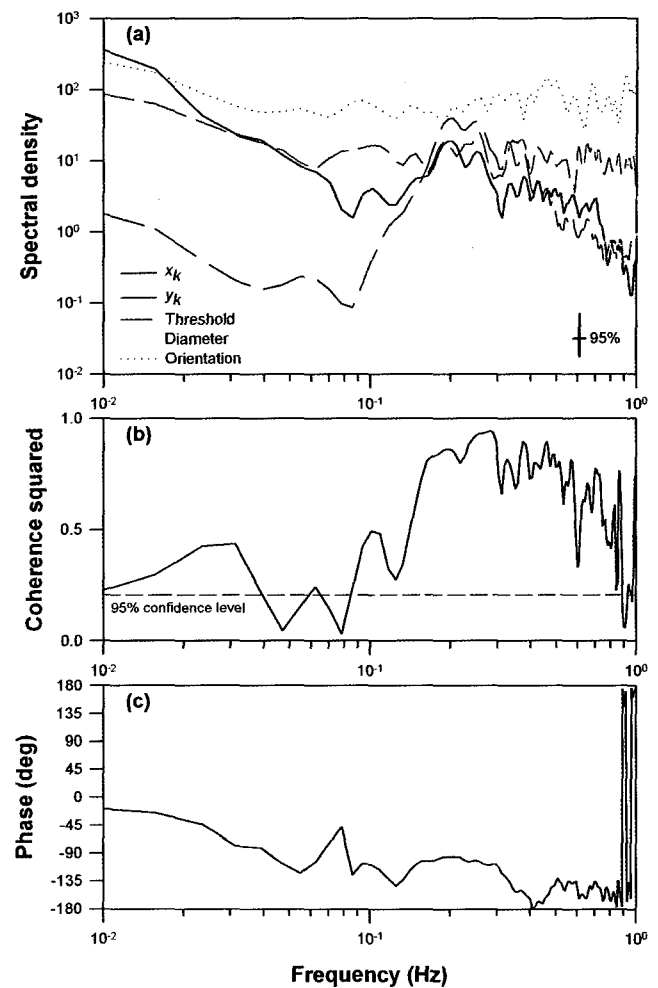 (a)
10³
10²
10¹
10⁰
10⁻¹
10⁻²
Spectral density
xₖ
yₖ
Threshold
Diameter
Orientation
95%
10⁻² 10⁻¹ 10⁰
(b)
1.0
0.5
0.0
Coherence squared
95% confidence level
10⁻² 10⁻¹ 10⁰
(c)
180
135
90
45
0
-45
-90
-135
-180
Phase (deg)
10⁻² 10⁻¹ 10⁰
Frequency (Hz)